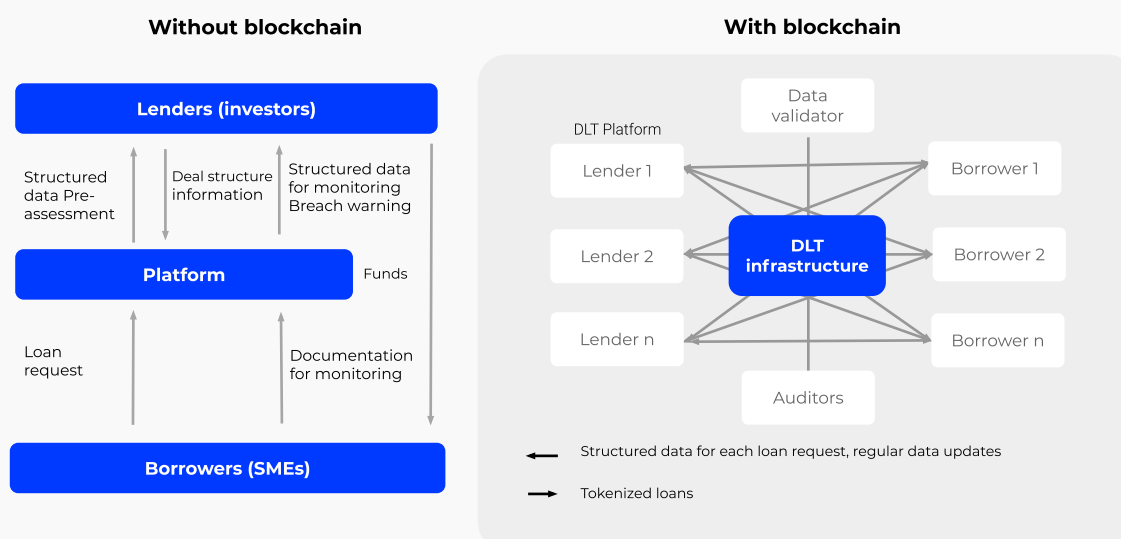 Without blockchain
Lenders (investors)
Structured
data Pre-
assessment
Deal structure
information
Structured data
for monitoring
Breach warning
Platform
Funds
Loan
request
Documentation
for monitoring
Borrowers (SMEs)
With blockchain
Data
validator
DLT Platform
Lender 1
Borrower 1
Lender 2
DLT
infrastructure
Borrower 2
Lender n
Borrower n
Auditors
Structured data for each loan request, regular data updates
Tokenized loans